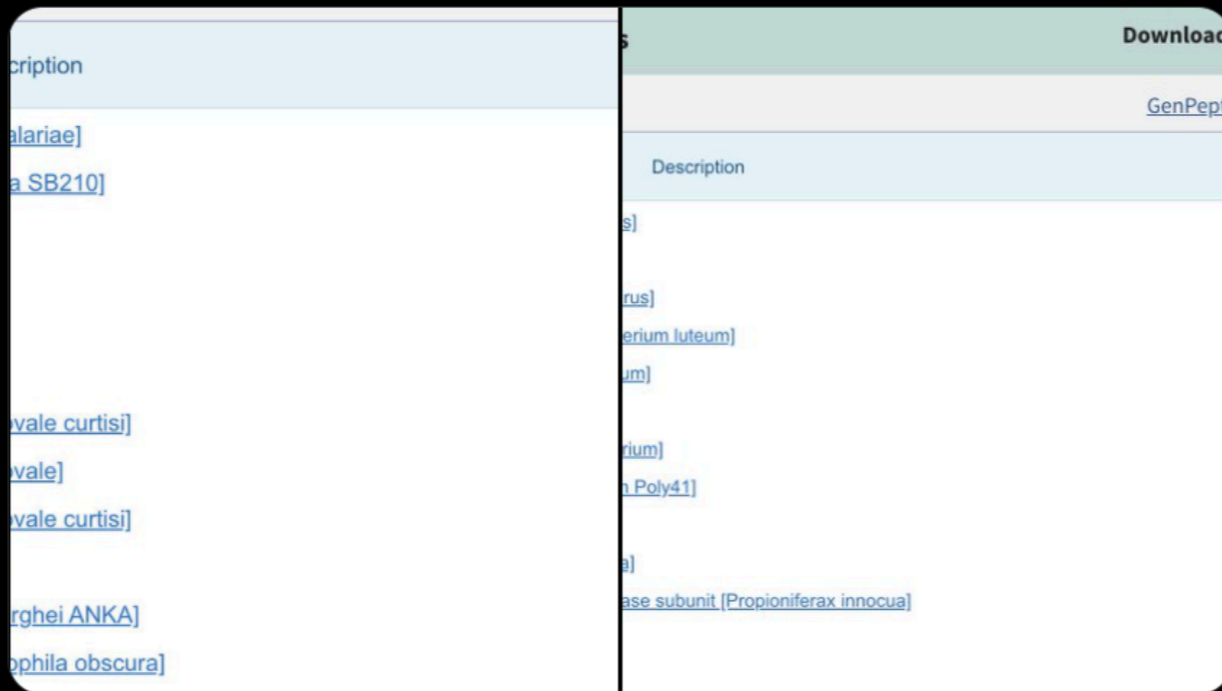 cription
alariae]
a SB210]
vale curtisi]
vale]
vale curtisi]
rghei ANKA]
ophila obscura]
s
Download
GenPept
Description
s]
rus]
erium luteum]
um]
rium]
n Poly41]
a]
ase subunit [Propioniferax innocua]